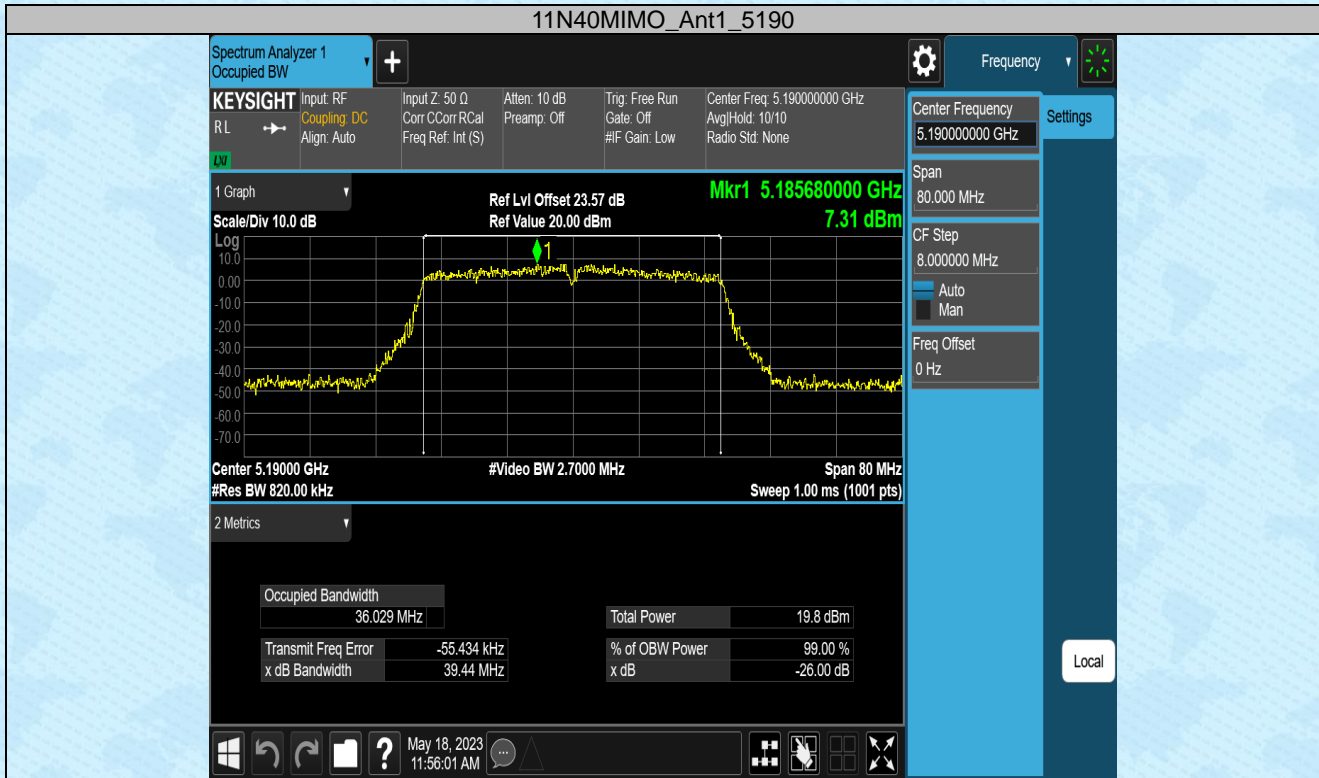 11N40MIMO_Ant1_5190
Spectrum Analyzer 1
Occupied BW
+
Frequency
KEYSIGHT
RL
LXI
Input: RF
Coupling: DC
Align: Auto
Input Z: 50 Ω
Corr CCorr RCal
Freq Ref: Int (S)
Atten: 10 dB
Preamp: Off
Trig: Free Run
Gate: Off
#IF Gain: Low
Center Freq: 5.190000000 GHz
Avg|Hold: 10/10
Radio Std: None
Center Frequency
5.190000000 GHz
Settings
Span
80.000 MHz
CF Step
8.000000 MHz
Auto
Man
Freq Offset
0 Hz
Local
1 Graph
Scale/Div 10.0 dB
Ref Lvl Offset 23.57 dB
Ref Value 20.00 dBm
Mkr1 5.185680000 GHz
7.31 dBm
Log
10.0
0.00
-10.0
-20.0
-30.0
-40.0
-50.0
-60.0
-70.0
1
Center 5.19000 GHz
#Video BW 2.7000 MHz
Span 80 MHz
#Res BW 820.00 kHz
Sweep 1.00 ms (1001 pts)
2 Metrics
Occupied Bandwidth
36.029 MHz
Total Power 19.8 dBm
Transmit Freq Error -55.434 kHz
% of OBW Power 99.00 %
x dB Bandwidth 39.44 MHz
x dB -26.00 dB
?
May 18, 2023
11:56:01 AM